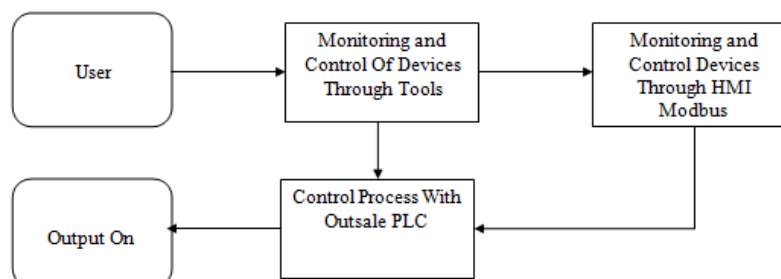 User
Monitoring and
Control Of Devices
Through Tools
Monitoring and
Control Devices
Through HMI
Modbus
Control Process With
Outsale PLC
Output On